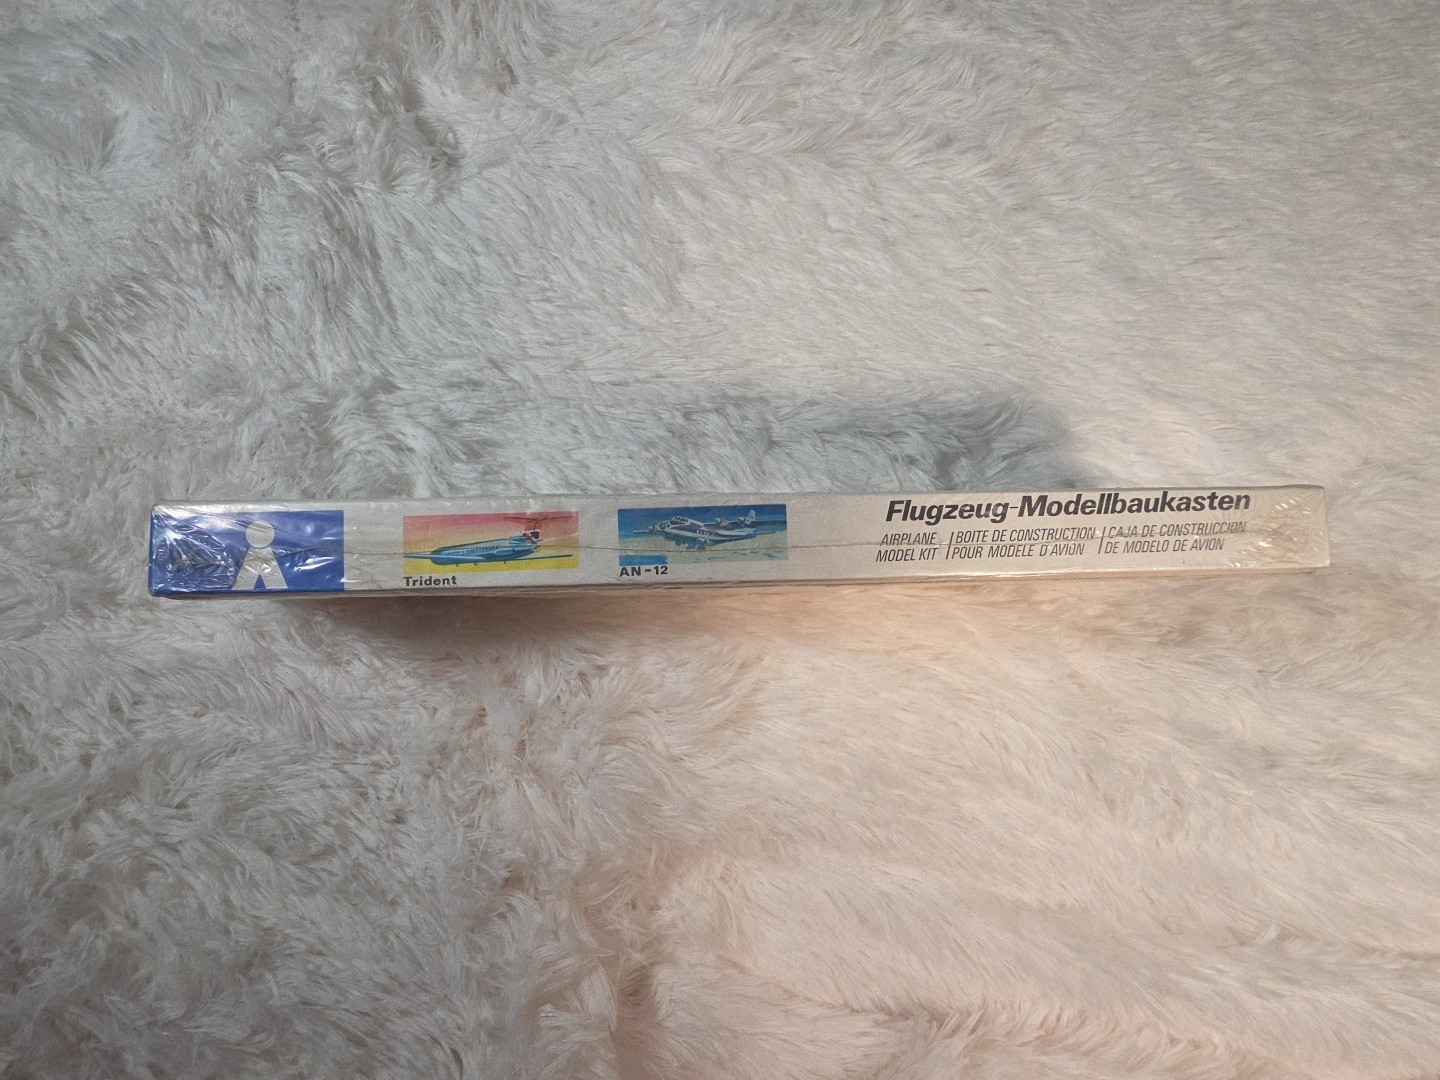 Trident
AN-12
Flugzeug-Modellbaukasten
AIRPLANE
MODEL KIT
BOITE DE CONSTRUCTION
POUR MODELE D'AVION
CAJA DE CONSTRUCCION
DE MODELO DE AVION